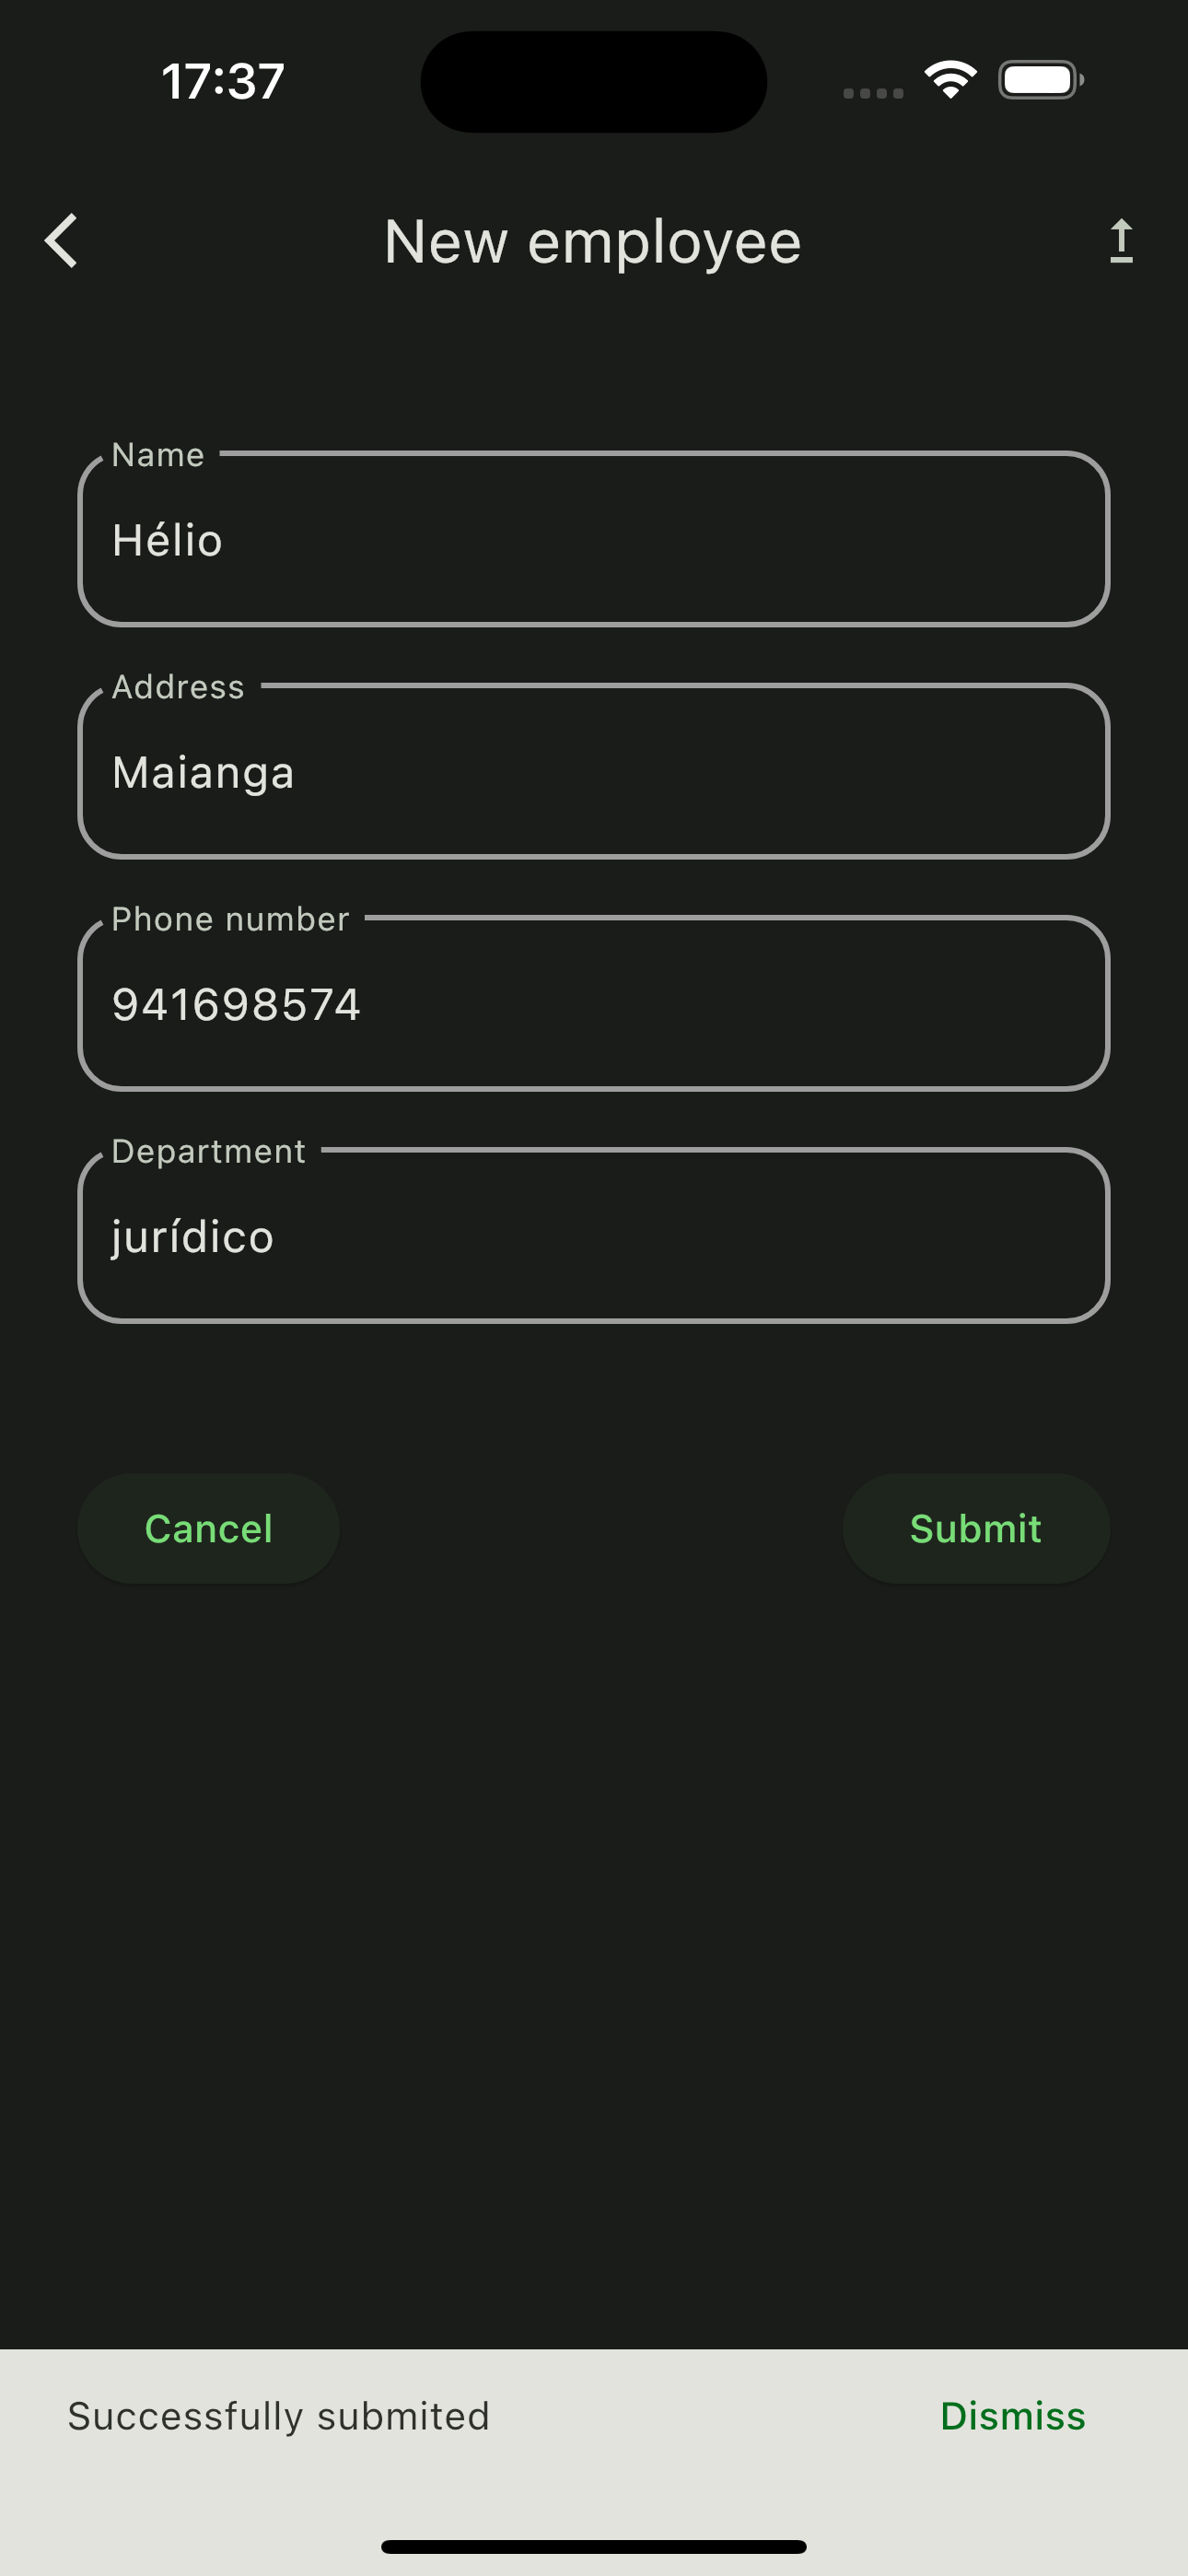 17:37
New employee
Name
Hélio
Address
Maianga
Phone number
941698574
Department
jurídico
Cancel Submit
Successfully submited Dismiss